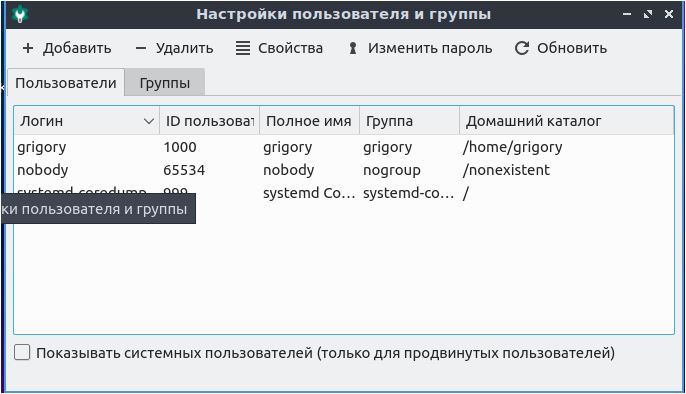 Настройки пользователя и группы
Добавить Удалить Свойства Изменить пароль Обновить
Пользователи Группы
Логин ID пользоват Полное имя Группа Домашний каталог
grigory 1000 grigory grigory /home/grigory
nobody 65534 nobody nogroup /nonexistent
systemd-coredump 999 systemd Co... systemd-co... /
ки пользователя и группы
Показывать системных пользователей (только для продвинутых пользователей)